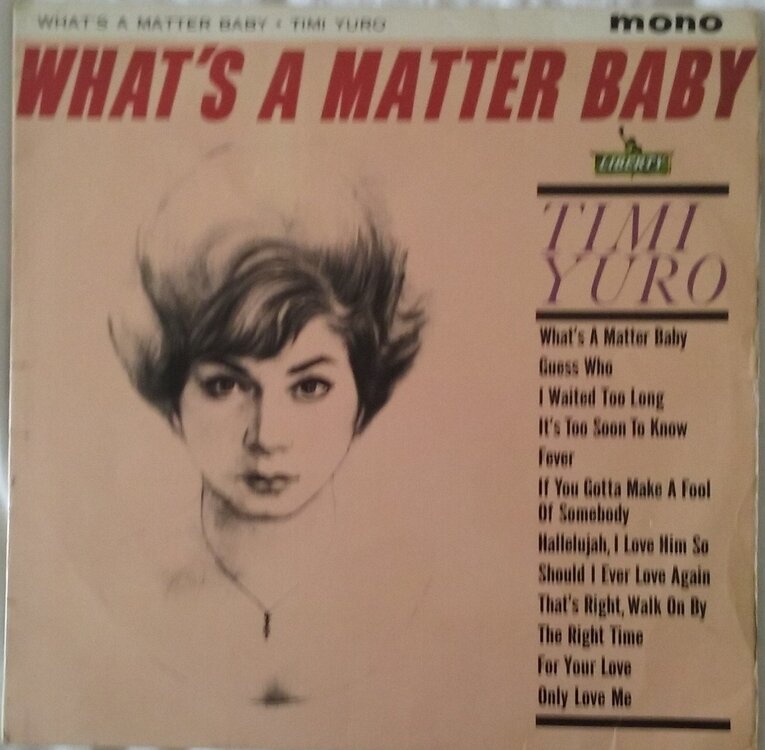 WHAT'S A MATTER BABY • TIMI YURO
mono
WHAT'S A MATTER BABY
LIBERTY
TIMI
YURO
What's A Matter Baby
Guess Who
I Waited Too Long
It's Too Soon To Know
Fever
If You Gotta Make A Fool
Of Somebody
Hallelujah, I Love Him So
Should I Ever Love Again
That's Right, Walk On By
The Right Time
For Your Love
Only Love Me